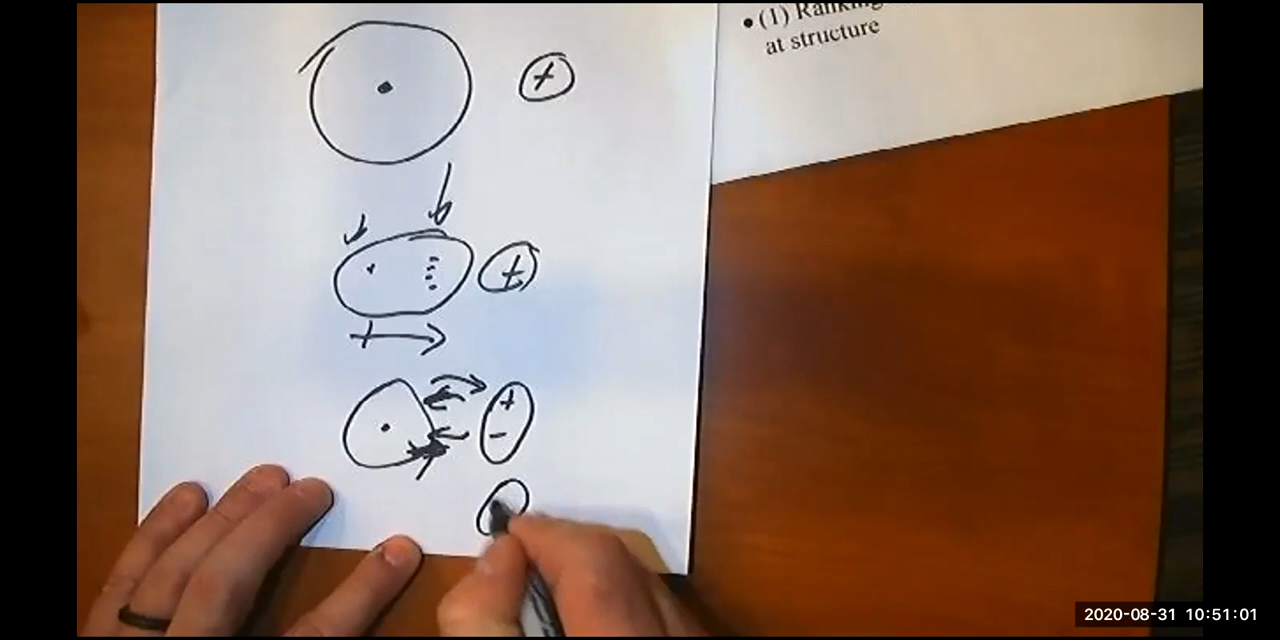 • (1) Ranking
at structure
+
+
+
-
2020-08-31 10:51:01